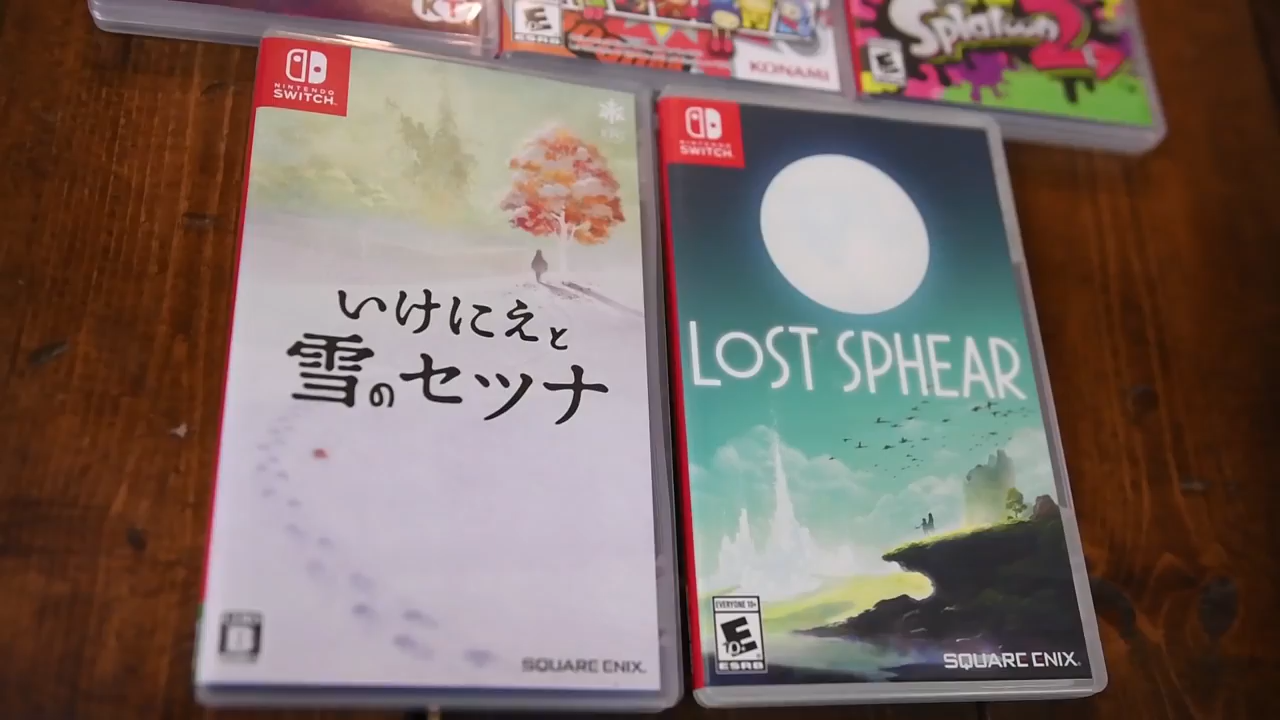 KT
E
ESRB
KONAMI
Splatoon 2
E
NINTENDO
SWITCH
いけにえと
雪のセツナ
B
SQUARE ENIX
NINTENDO
SWITCH
LOST SPHEAR
EVERYONE 10+
E
10+
ESRB
SQUARE ENIX